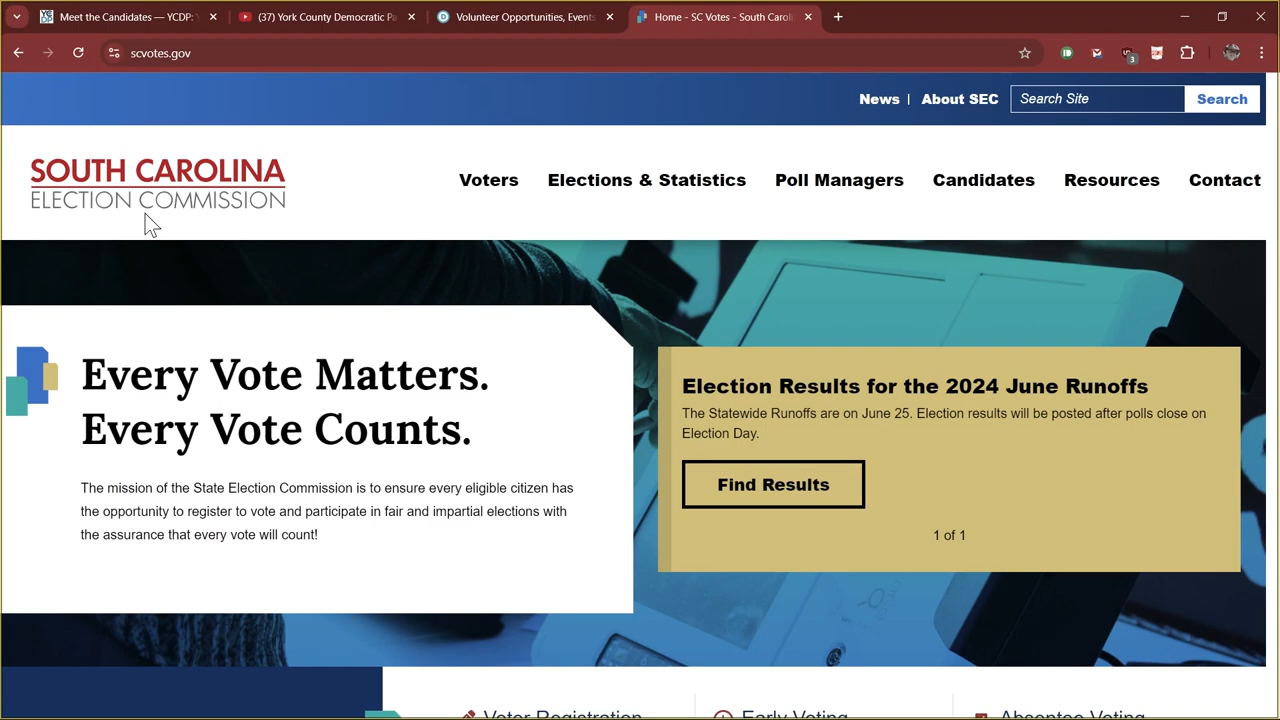 Meet the Candidates — YCDP:
(37) York County Democratic Pa
Volunteer Opportunities, Events
Home - SC Votes - South Caroli
scvotes.gov
3
News | About SEC
Search Site
Search
SOUTH CAROLINA
ELECTION COMMISSION
Voters
Elections & Statistics
Poll Managers
Candidates
Resources
Contact
Every Vote Matters.
Every Vote Counts.
The mission of the State Election Commission is to ensure every eligible citizen has
the opportunity to register to vote and participate in fair and impartial elections with
the assurance that every vote will count!
Election Results for the 2024 June Runoffs
The Statewide Runoffs are on June 25. Election results will be posted after polls close on
Election Day.
Find Results
1 of 1
Voter Registration
Early Voting
Absentee Voting